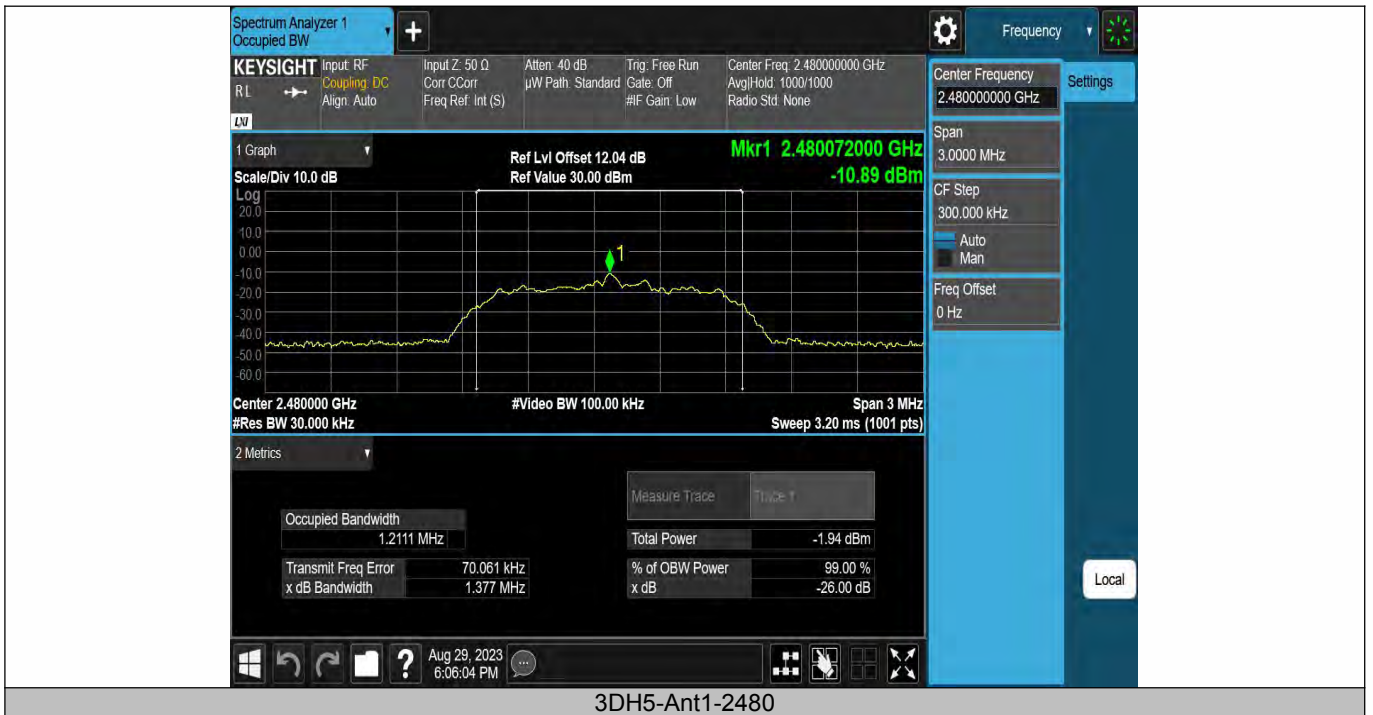 Spectrum Analyzer 1
Occupied BW
+
Frequency
KEYSIGHT
RL
LXI
Input: RF
Coupling: DC
Align: Auto
Input Z: 50 Ω
Corr CCorr
Freq Ref: Int (S)
Atten: 40 dB
µW Path: Standard
Trig: Free Run
Gate: Off
#IF Gain: Low
Center Freq: 2.480000000 GHz
Avg|Hold: 1000/1000
Radio Std: None
Center Frequency
2.480000000 GHz
Settings
Span
3.0000 MHz
CF Step
300.000 kHz
Auto
Man
Freq Offset
0 Hz
Local
1 Graph
Scale/Div 10.0 dB
Ref Lvl Offset 12.04 dB
Ref Value 30.00 dBm
Mkr1 2.480072000 GHz
-10.89 dBm
Log
20.0
10.0
0.00
-10.0
-20.0
-30.0
-40.0
-50.0
-60.0
1
Center 2.480000 GHz
#Res BW 30.000 kHz
#Video BW 100.00 kHz
Span 3 MHz
Sweep 3.20 ms (1001 pts)
2 Metrics
Measure Trace
Trace 1
Occupied Bandwidth
1.2111 MHz
Total Power
-1.94 dBm
Transmit Freq Error
70.061 kHz
% of OBW Power
99.00 %
x dB Bandwidth
1.377 MHz
x dB
-26.00 dB
?
Aug 29, 2023
6:06:04 PM
3DH5-Ant1-2480